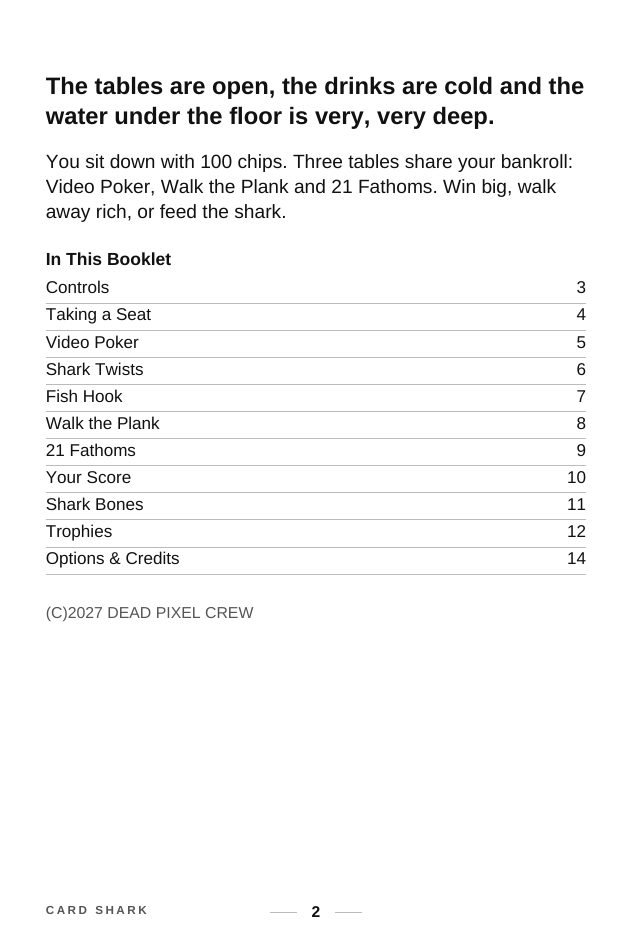 The tables are open, the drinks are cold and the
water under the floor is very, very deep.
You sit down with 100 chips. Three tables share your bankroll:
Video Poker, Walk the Plank and 21 Fathoms. Win big, walk
away rich, or feed the shark.
In This Booklet
Controls 3
Taking a Seat 4
Video Poker 5
Shark Twists 6
Fish Hook 7
Walk the Plank 8
21 Fathoms 9
Your Score 10
Shark Bones 11
Trophies 12
Options & Credits 14
(C)2027 DEAD PIXEL CREW
CARD SHARK 2